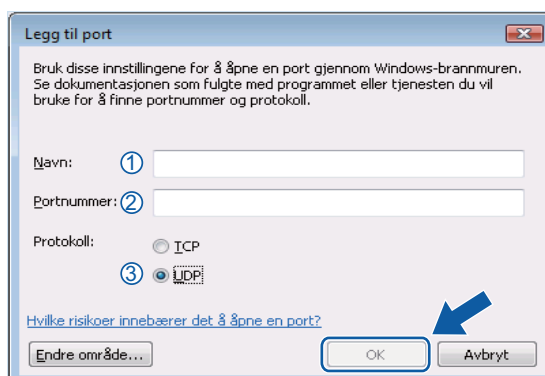 Legg til port
Bruk disse innstillingene for å åpne en port gjennom Windows-brannmuren.
Se dokumentasjonen som fulgte med programmet eller tjenesten du vil
bruke for å finne portnummer og protokoll.
Navn: ①
Portnummer: ②
Protokoll: TCP
③ UDP
Hvilke risikoer innebærer det å åpne en port?
Endre område... OK Avbryt